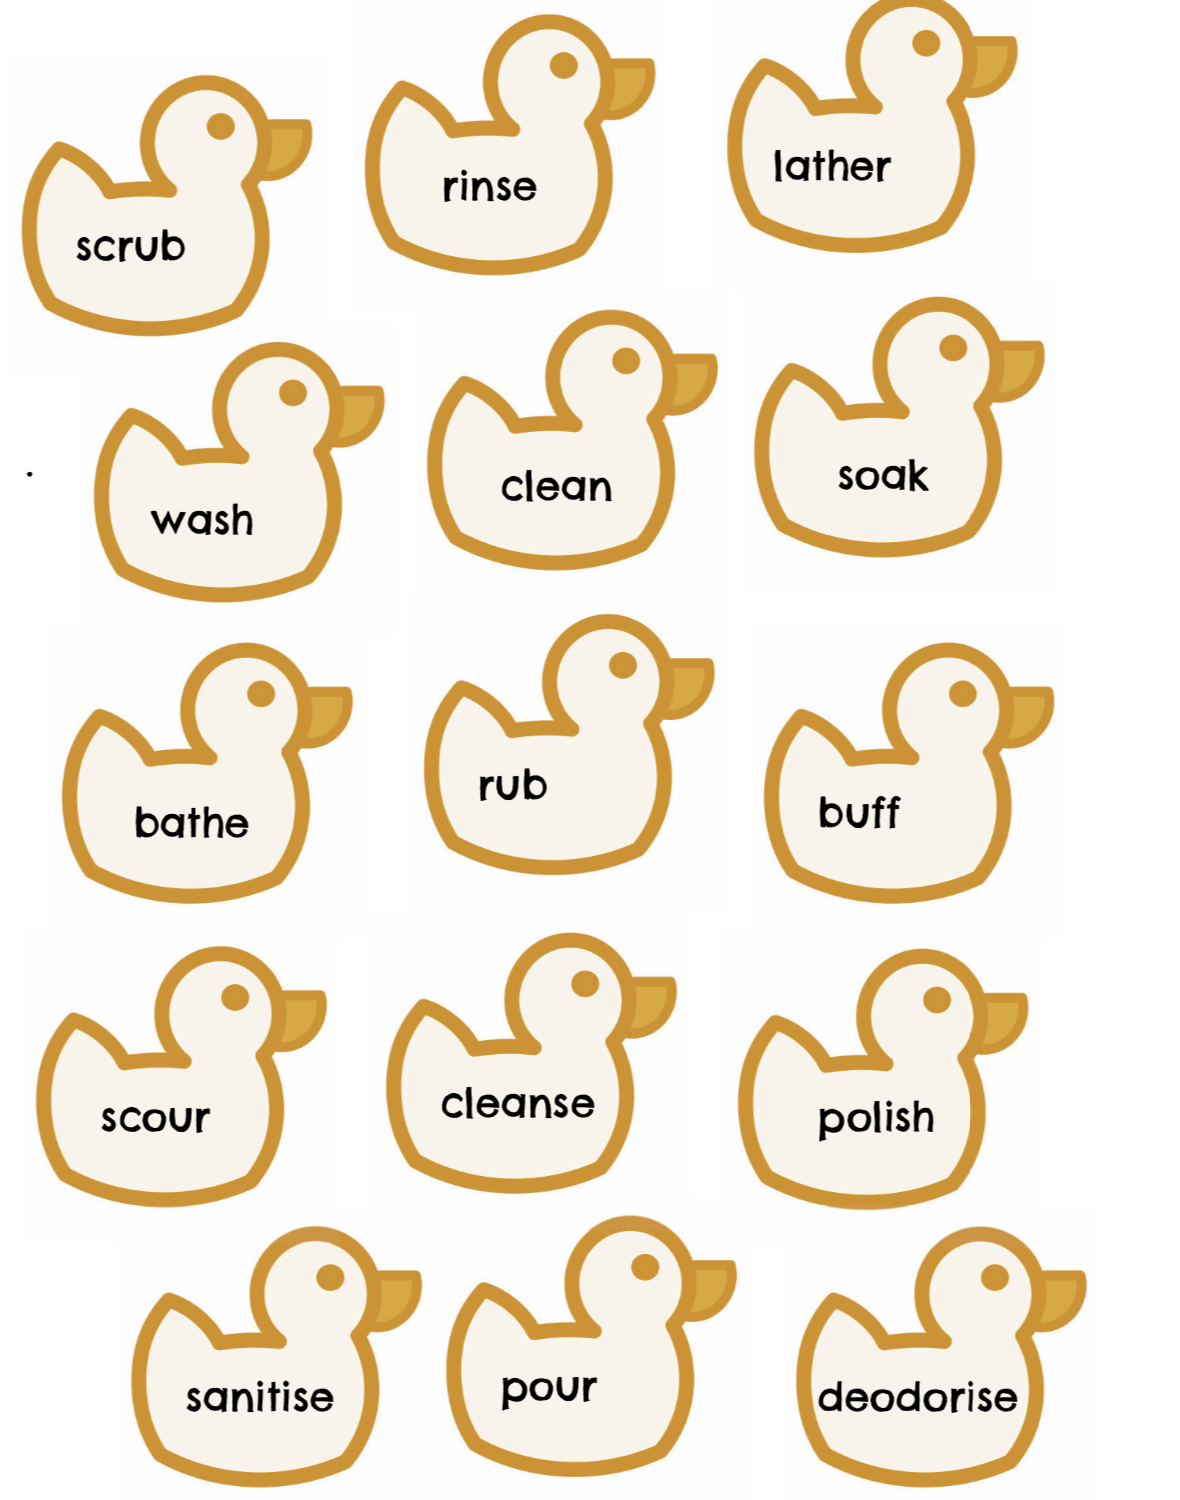 scrub
rinse
lather
wash
clean
soak
bathe
rub
buff
scour
cleanse
polish
sanitise
pour
deodorise